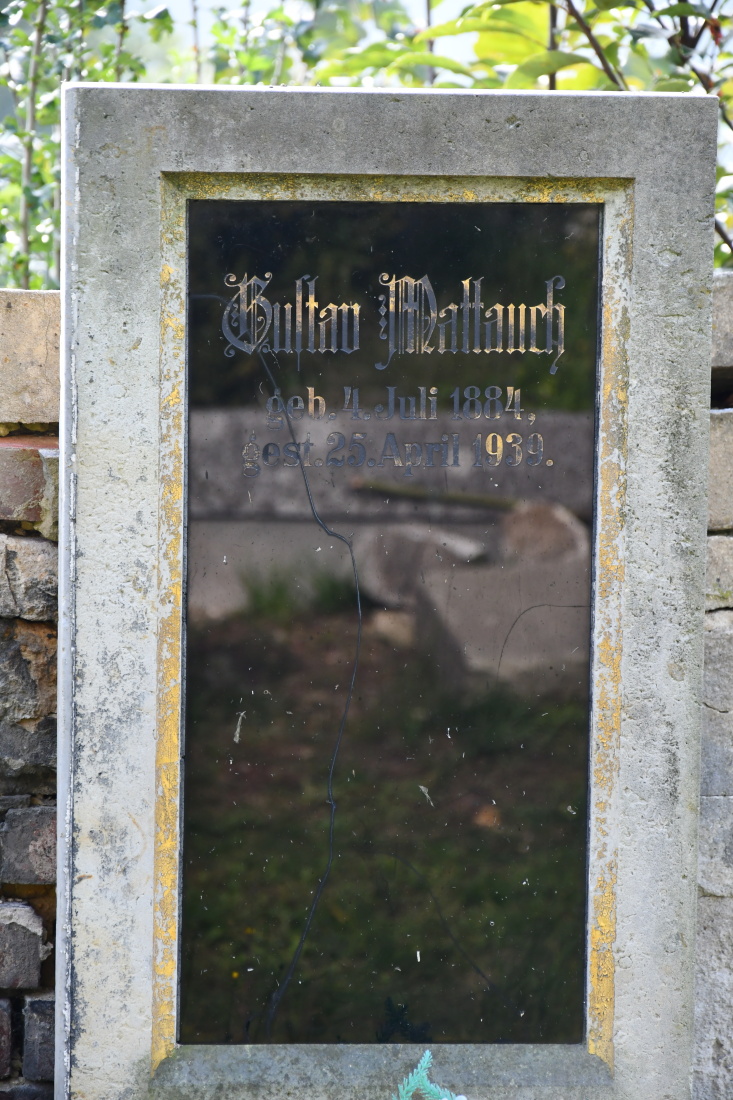 Gustav Mattauch
geb. 4. Juli 1884,
gest. 25. April 1939.